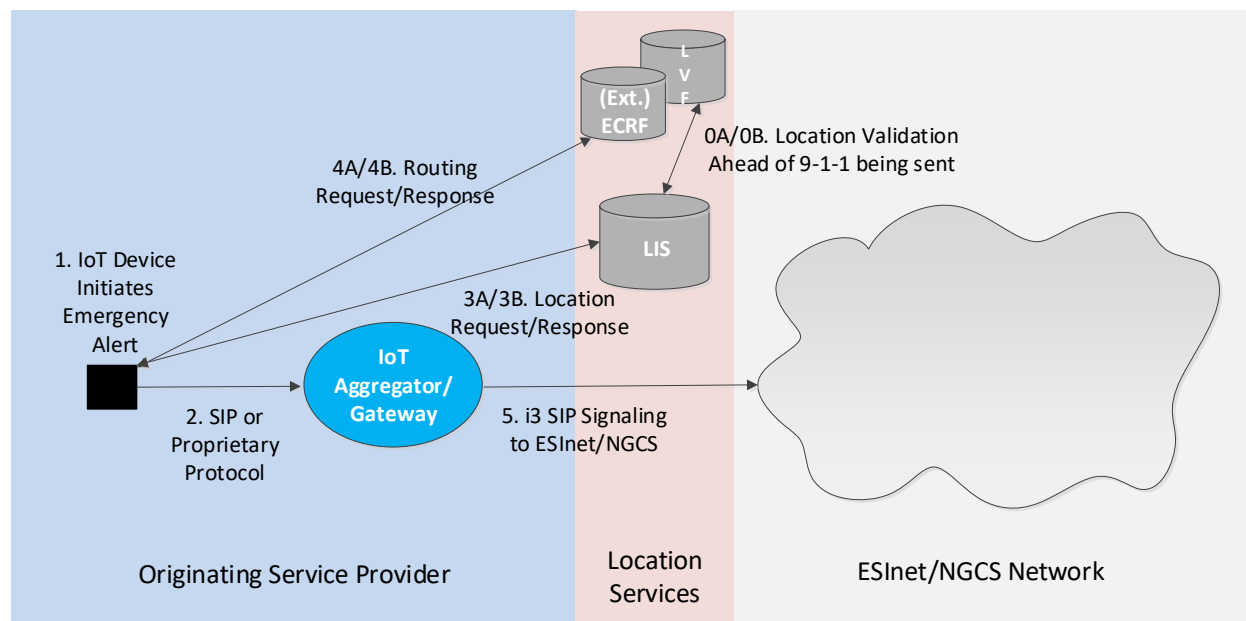 L
V
F
(Ext.)
ECRF
0A/0B. Location Validation
Ahead of 9-1-1 being sent
4A/4B. Routing
Request/Response
LIS
1. IoT Device
Initiates
Emergency
Alert
3A/3B. Location
Request/Response
IoT
Aggregator/
Gateway
2. SIP or
Proprietary
Protocol
5. i3 SIP Signaling
to ESInet/NGCS
Originating Service Provider
Location
Services
ESInet/NGCS Network